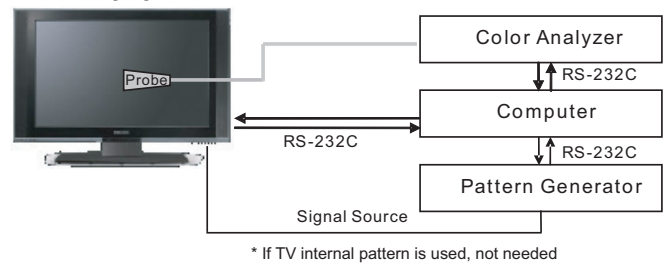 Color Analyzer
Probe
RS-232C
Computer
RS-232C
RS-232C
Pattern Generator
Signal Source
* If TV internal pattern is used, not needed